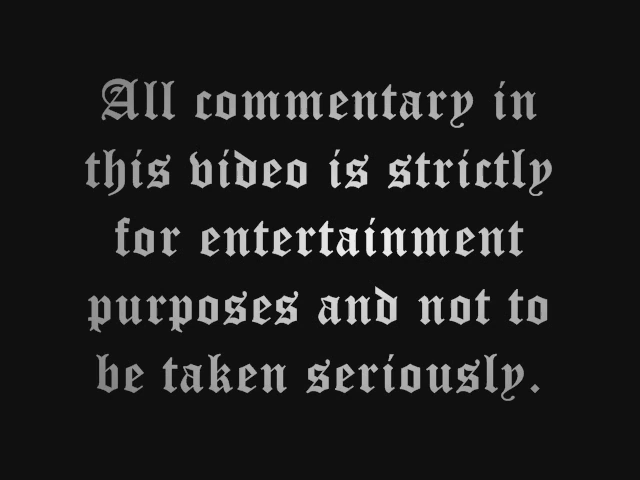 All commentary in
this video is strictly
for entertainment
purposes and not to
be taken seriously.